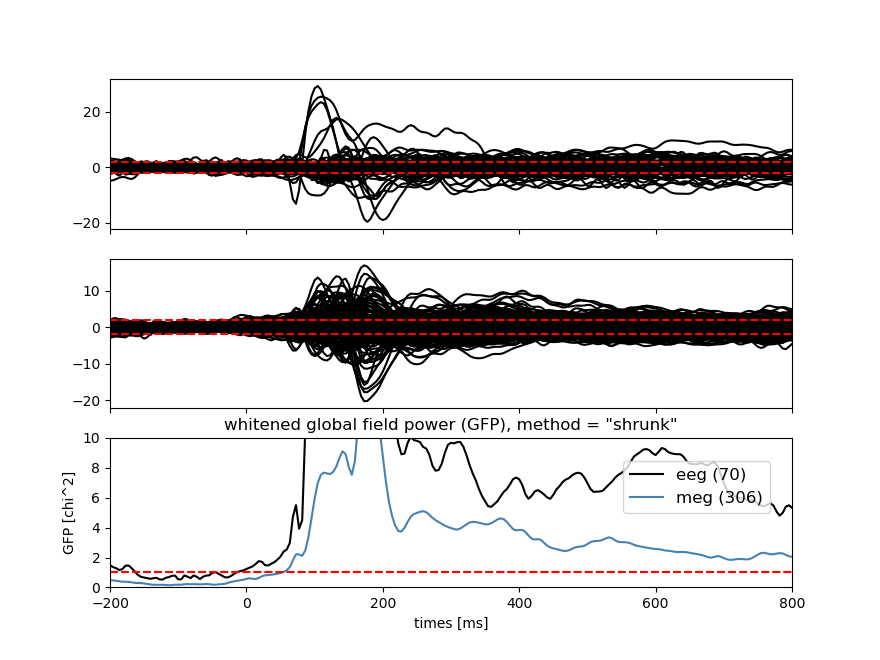 20
0
−20
10
0
−10
−20
whitened global field power (GFP), method = "shrunk"
10
8
6
4
2
0
GFP [chi^2]
eeg (70)
meg (306)
−200 0 200 400 600 800
times [ms]